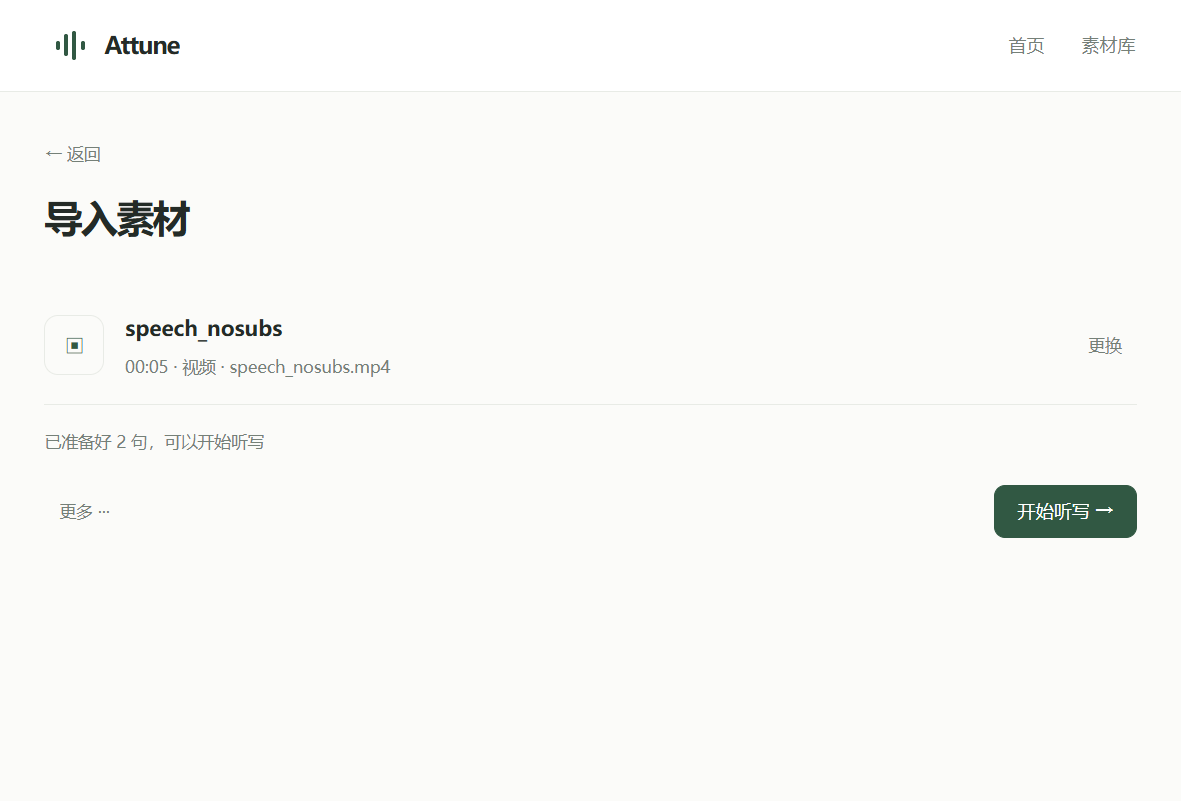 Attune
首页
素材库
← 返回
导入素材
speech_nosubs
00:05 · 视频 · speech_nosubs.mp4
更换
已准备好 2 句，可以开始听写
更多 ···
开始听写 →